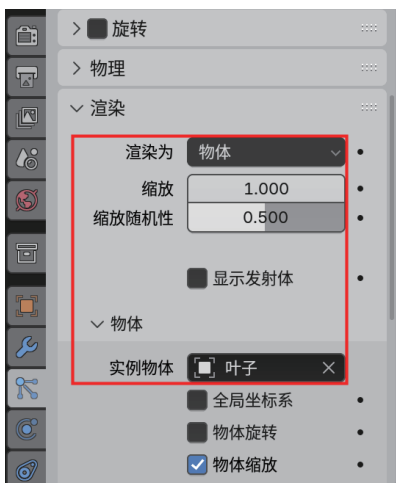 旋转
物理
渲染
渲染为 物体
缩放 1.000
缩放随机性 0.500
显示发射体
物体
实例物体 叶子
全局坐标系
物体旋转
物体缩放